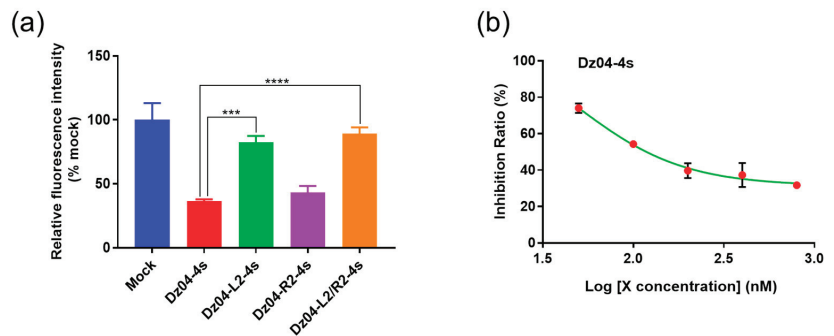 (a)
Relative fluorescence intensity
(% mock)
150
100
50
0
***
****
Mock
Dz04-4s
Dz04-L2-4s
Dz04-R2-4s
Dz04-L2/R2-4s
(b)
Dz04-4s
Inhibition Ratio (%)
100
80
60
40
20
0
1.5
2.0
2.5
3.0
Log [X concentration] (nM)